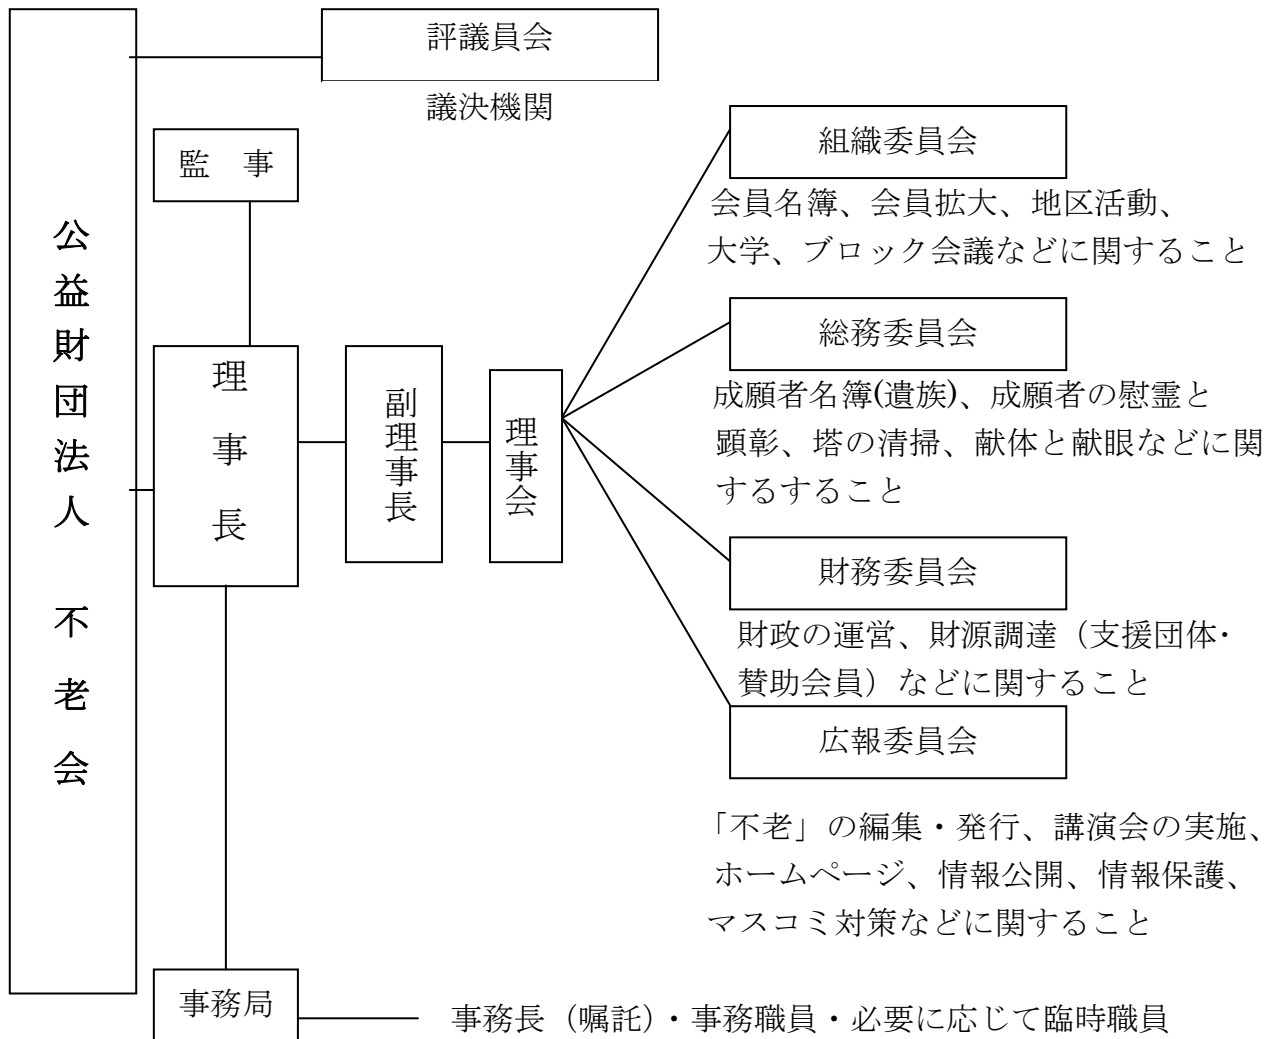 公益財団法人　不老会
評議員会
議決機関
監　事
理事長
副理事長
理事会
組織委員会
会員名簿、会員拡大、地区活動、
大学、ブロック会議などに関すること
総務委員会
成願者名簿(遺族)、成願者の慰霊と
顕彰、塔の清掃、献体と献眼などに関
するすること
財務委員会
財政の運営、財源調達（支援団体・
賛助会員）などに関すること
広報委員会
「不老」の編集・発行、講演会の実施、
ホームページ、情報公開、情報保護、
マスコミ対策などに関すること
事務局
事務長（嘱託）・事務職員・必要に応じて臨時職員